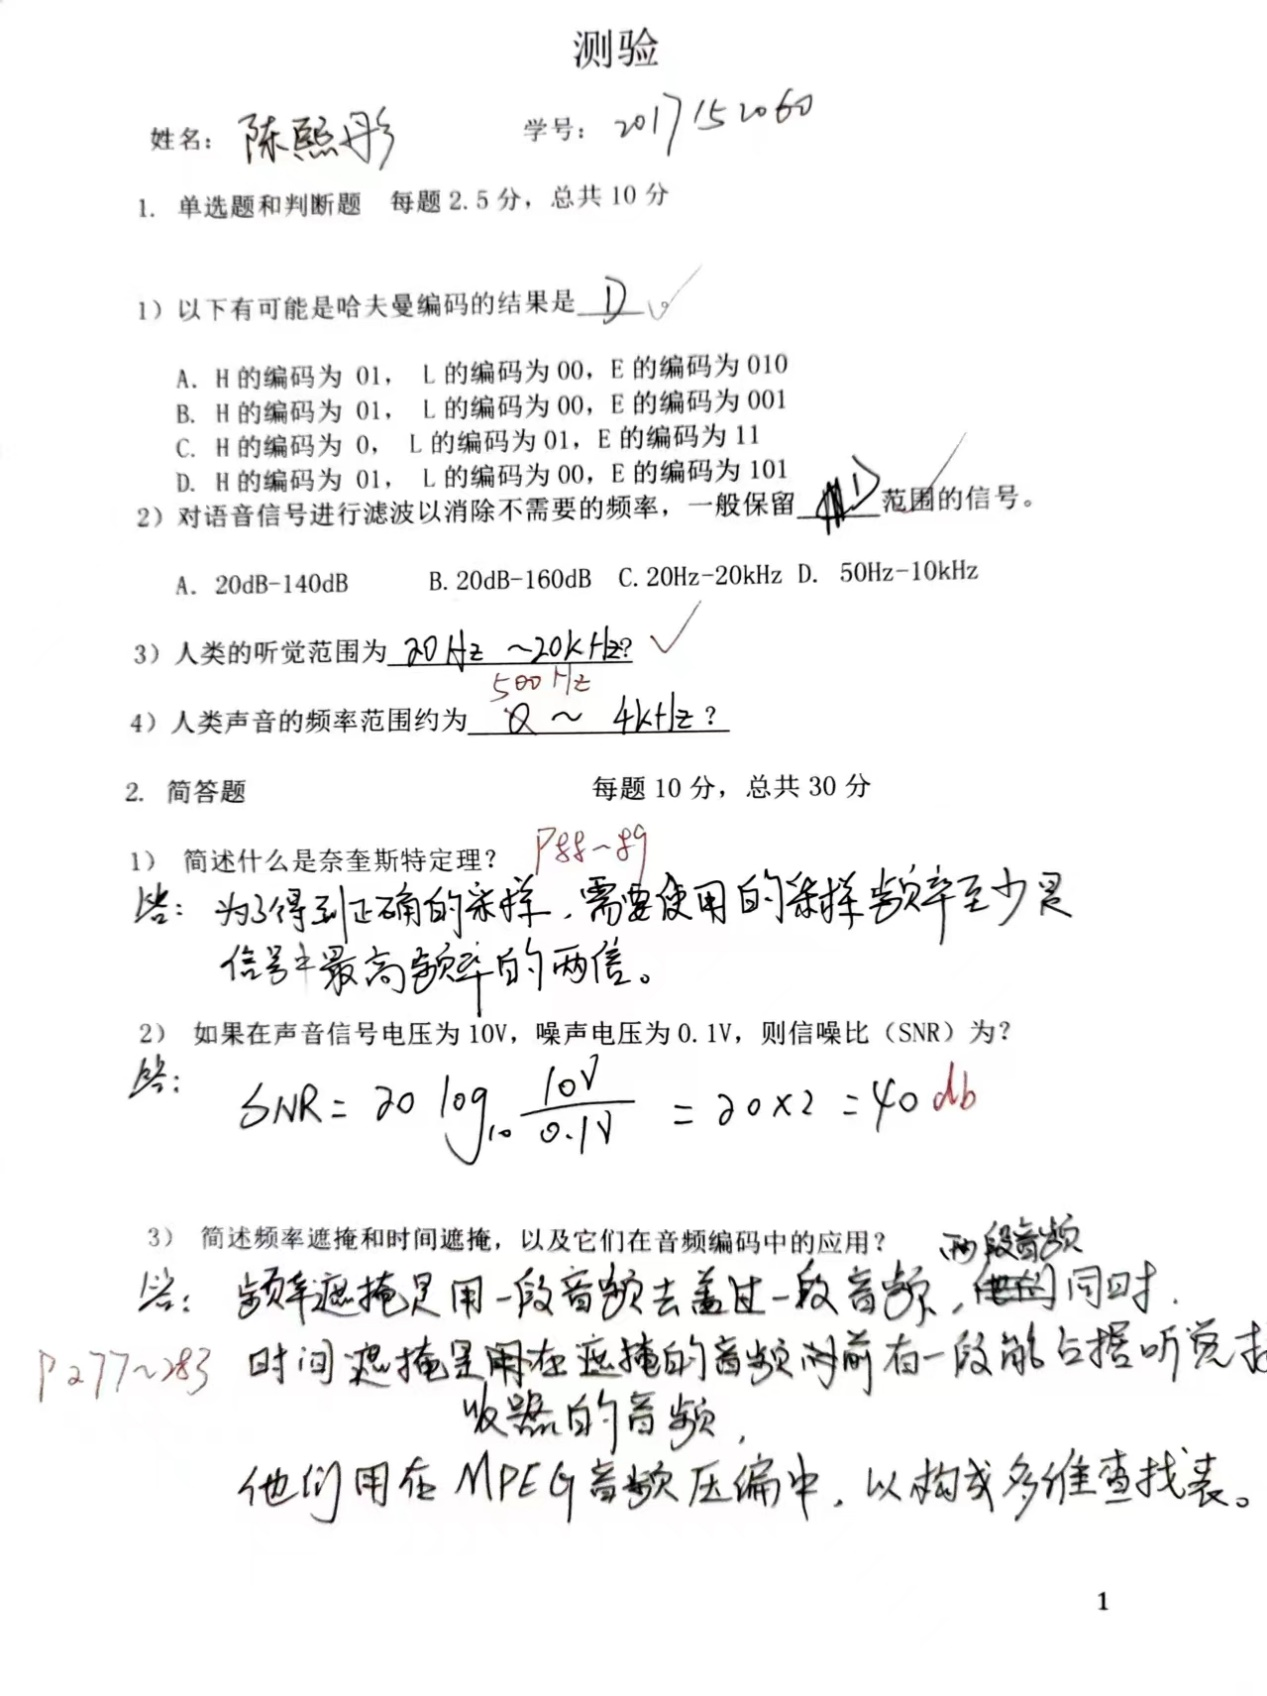 测验
姓名： 陈熙彤 学号： 2017152060
1. 单选题和判断题 每题2.5分，总共10分
1）以下有可能是哈夫曼编码的结果是 D
A. H的编码为 01， L的编码为00，E的编码为010
B. H的编码为 01， L的编码为00，E的编码为001
C. H的编码为 0， L的编码为01，E的编码为11
D. H的编码为 01， L的编码为00，E的编码为101
2）对语音信号进行滤波以消除不需要的频率，一般保留 D 范围的信号。
A. 20dB-140dB B.20dB-160dB C.20Hz-20kHz D. 50Hz-10kHz
3）人类的听觉范围为 20Hz ~20kHz?
500Hz
4）人类声音的频率范围约为 0 ~ 4kHz?
2. 简答题 每题10分，总共30分
1） 简述什么是奈奎斯特定理？ P88~89
答： 为了得到正确的采样，需要使用的采样频率至少是
信号中最高频率的两倍。
2） 如果在声音信号电压为10V，噪声电压为0.1V，则信噪比（SNR）为？
答：
SNR = 20 log₁₀ 10V/0.1V = 20×2 = 40 db
3） 简述频率遮掩和时间遮掩，以及它们在音频编码中的应用？
两段音频
答： 频率遮掩是用一段音频去盖过一段音频，同时.
P277~283 时间遮掩是在遮掩的音频前有一段能占据听觉接
收器的音频，
他们用在MPEG音频压缩中，以构成多维查找表。
1